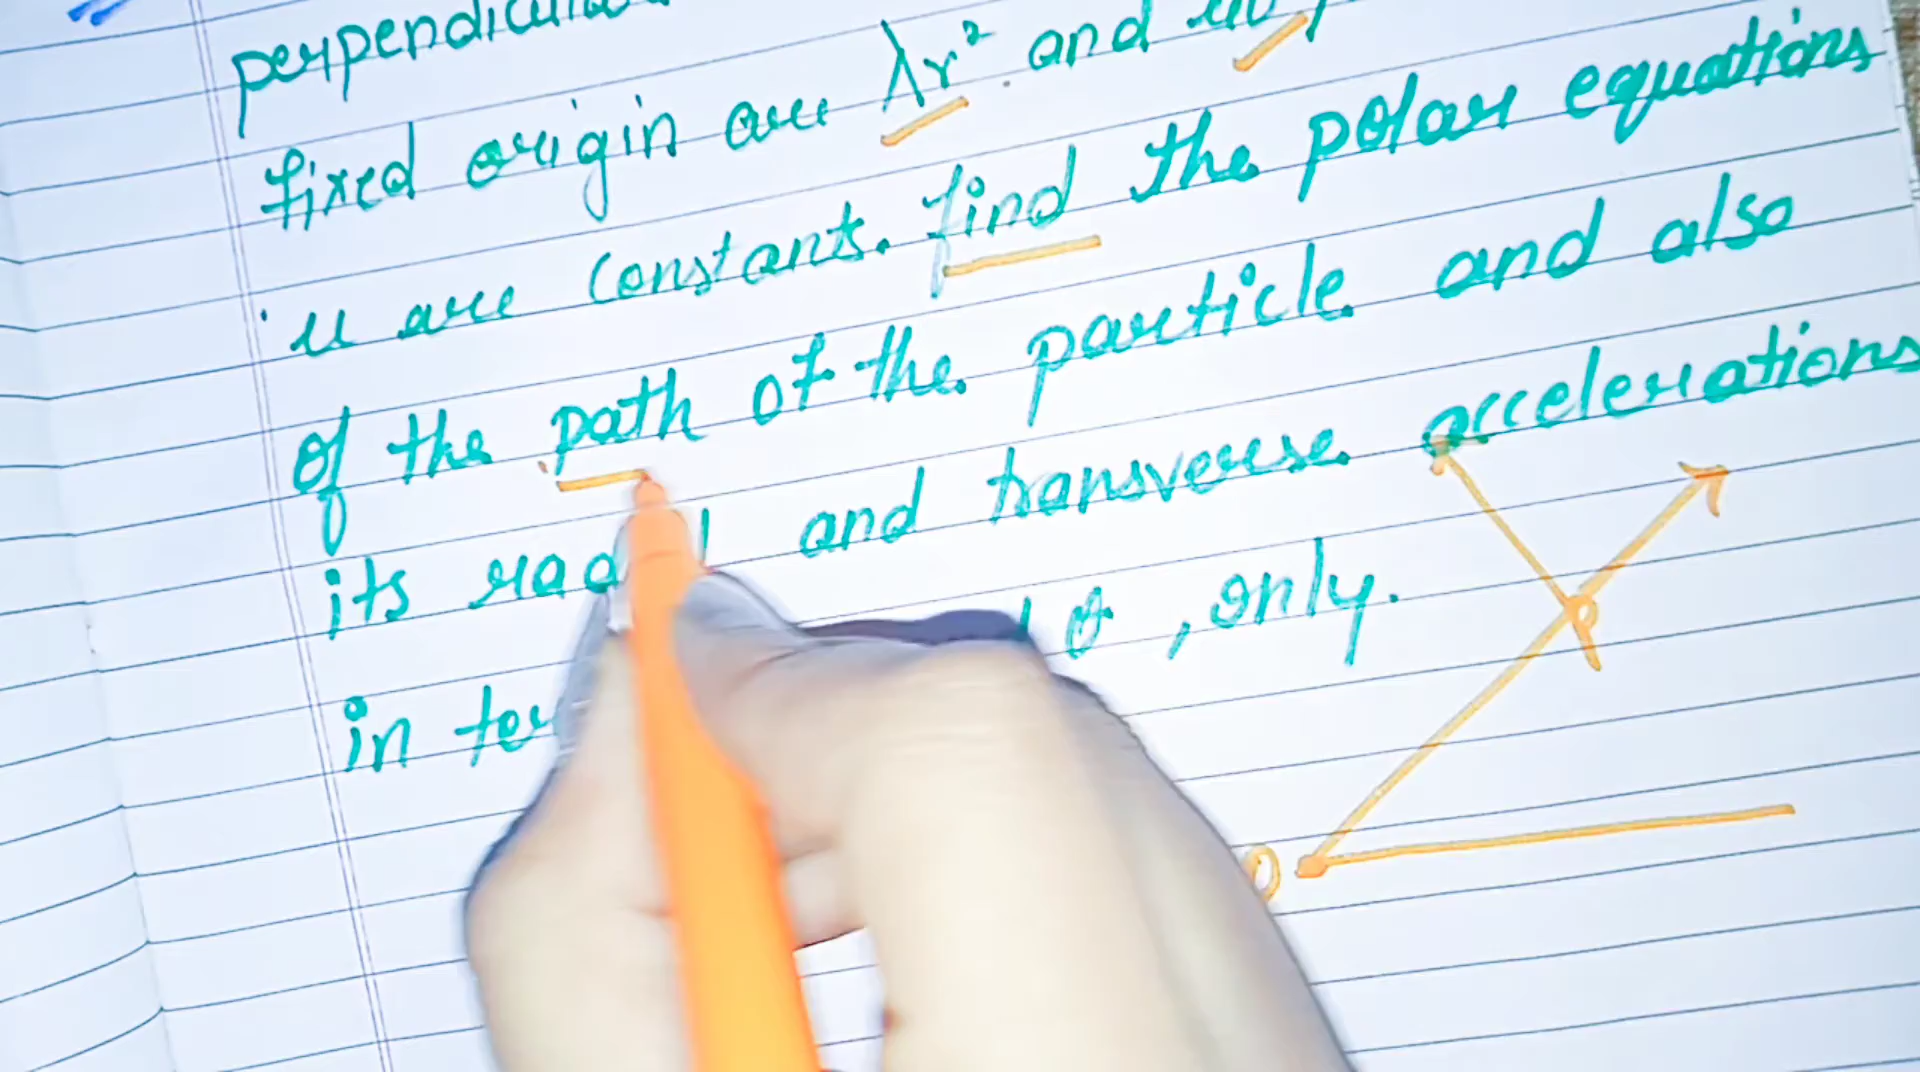 perpendicular
fixed origin are λr² and
μ are constants. find the polar equations
of the path of the particle and also
its and transverse accelerations
in θ, only.
P
O